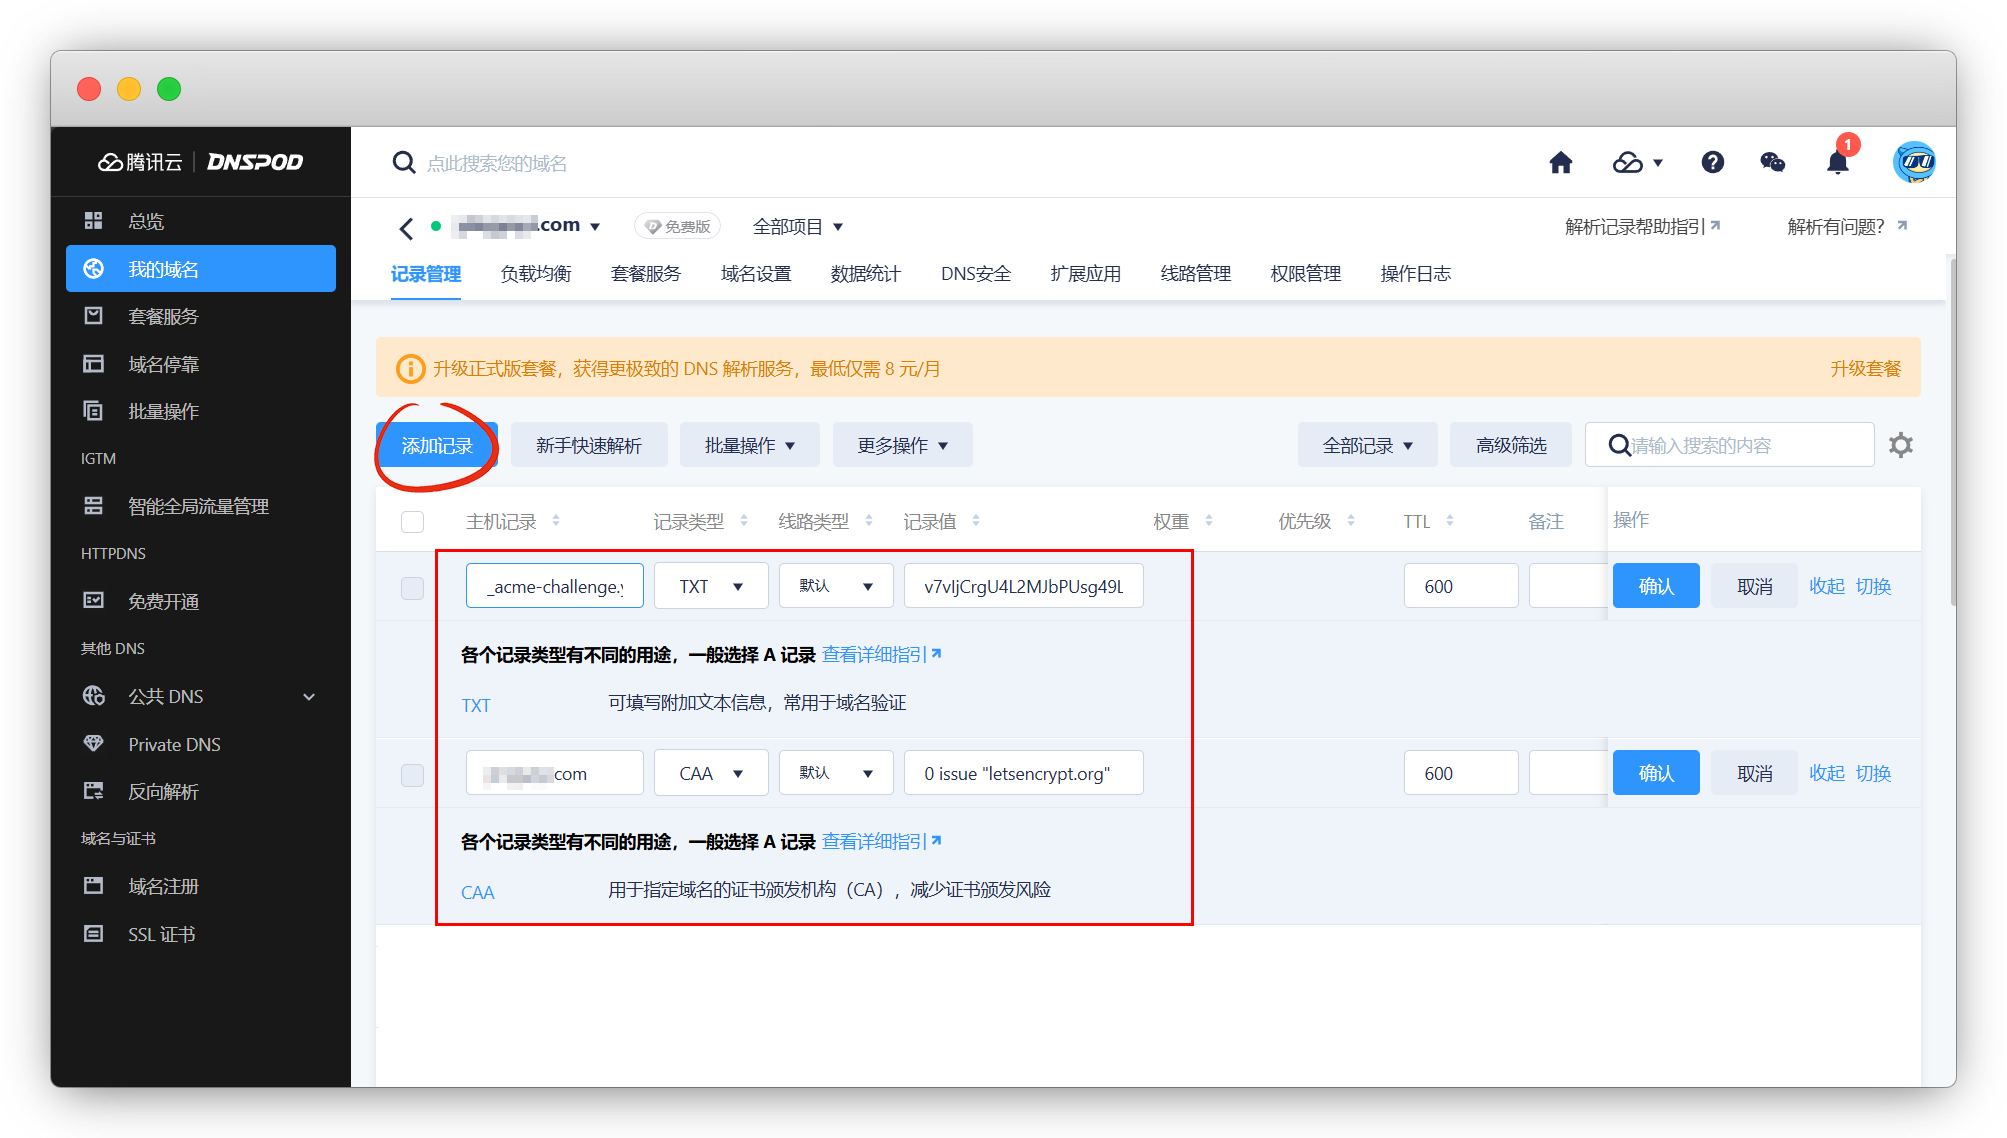 腾讯云 | DNSPOD
总览
我的域名
套餐服务
域名停靠
批量操作
IGTM
智能全局流量管理
HTTPDNS
免费开通
其他 DNS
公共 DNS
Private DNS
反向解析
域名与证书
域名注册
SSL 证书
点此搜索您的域名
1
.com 免费版 全部项目 解析记录帮助指引 解析有问题?
记录管理 负载均衡 套餐服务 域名设置 数据统计 DNS安全 扩展应用 线路管理 权限管理 操作日志
升级正式版套餐，获得更极致的 DNS 解析服务，最低仅需 8 元/月 升级套餐
添加记录 新手快速解析 批量操作 更多操作 全部记录 高级筛选 请输入搜索的内容
主机记录 记录类型 线路类型 记录值 权重 优先级 TTL 备注 操作
_acme-challenge. TXT 默认 600 确认 取消 收起 切换
各个记录类型有不同的用途，一般选择 A 记录 查看详细指引
TXT 可填写附加文本信息，常用于域名验证
com CAA 默认 0 issue "letsencrypt.org" 600 确认 取消 收起 切换
各个记录类型有不同的用途，一般选择 A 记录 查看详细指引
CAA 用于指定域名的证书颁发机构（CA），减少证书颁发风险